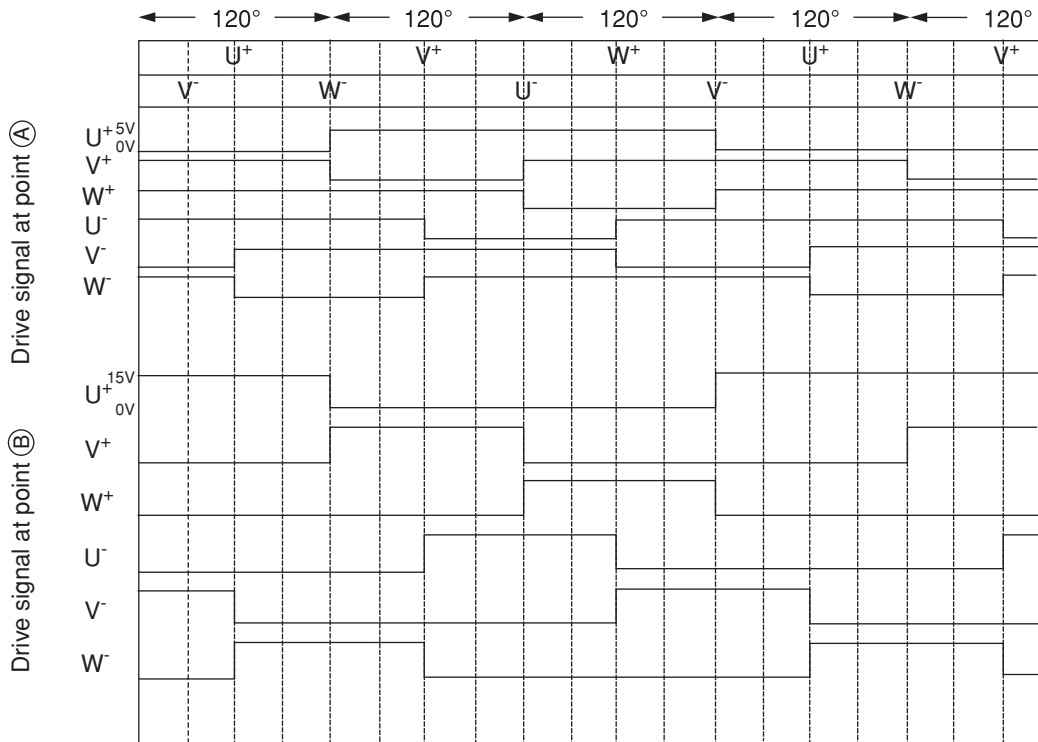 120° 120° 120° 120° 120°
U⁺ V⁺ W⁺ U⁺ V⁺
V⁻ W⁻ U⁻ V⁻ W⁻
Drive signal at point Ⓐ
U⁺ 5V
0V
V⁺
W⁺
U⁻
V⁻
W⁻
Drive signal at point Ⓑ
U⁺ 15V
0V
V⁺
W⁺
U⁻
V⁻
W⁻